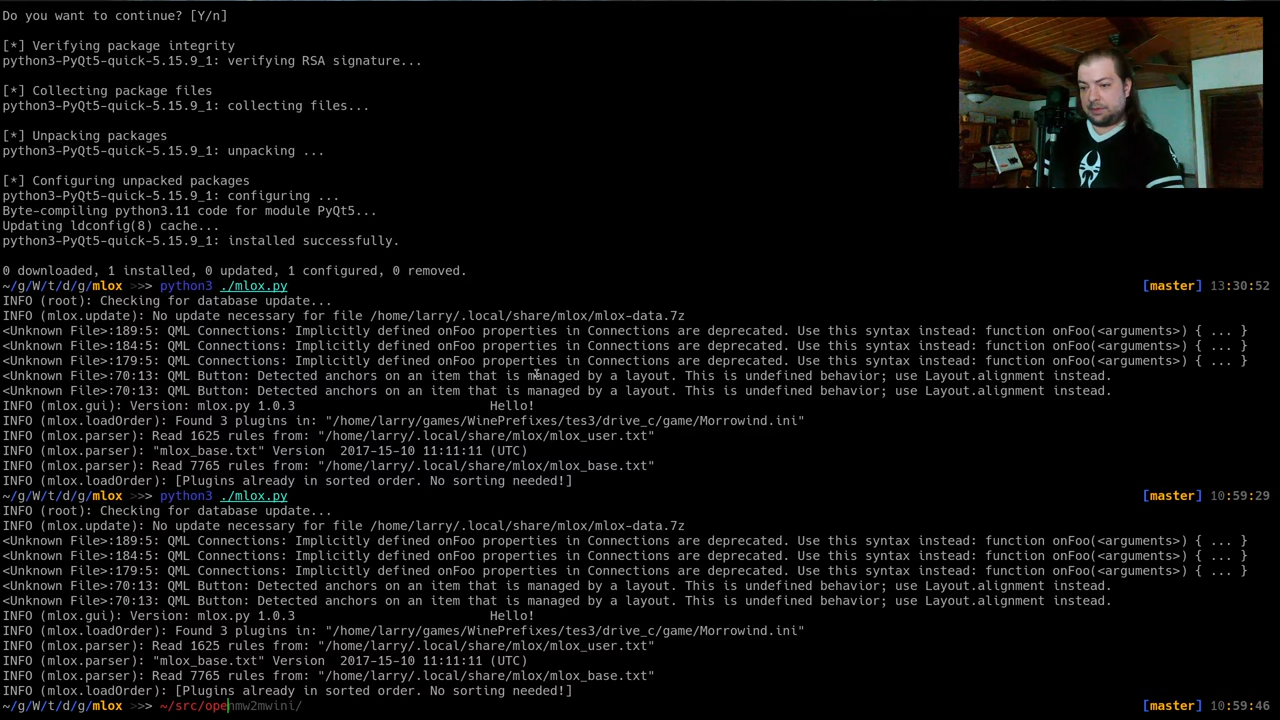 Do you want to continue? [Y/n]
[*] Verifying package integrity
python3-PyQt5-quick-5.15.9_1: verifying RSA signature...
[*] Collecting package files
python3-PyQt5-quick-5.15.9_1: collecting files...
[*] Unpacking packages
python3-PyQt5-quick-5.15.9_1: unpacking ...
[*] Configuring unpacked packages
python3-PyQt5-quick-5.15.9_1: configuring ...
Byte-compiling python3.11 code for module PyQt5...
Updating ldconfig(8) cache...
python3-PyQt5-quick-5.15.9_1: installed successfully.
0 downloaded, 1 installed, 0 updated, 1 configured, 0 removed.
~/g/W/t/d/g/mlox >>> python3 ./mlox.py [master] 13:30:52
INFO (root): Checking for database update...
INFO (mlox.update): No update necessary for file /home/larry/.local/share/mlox/mlox-data.7z
<Unknown File>:189:5: QML Connections: Implicitly defined onFoo properties in Connections are deprecated. Use this syntax instead: function onFoo(<arguments>) { ... }
<Unknown File>:184:5: QML Connections: Implicitly defined onFoo properties in Connections are deprecated. Use this syntax instead: function onFoo(<arguments>) { ... }
<Unknown File>:179:5: QML Connections: Implicitly defined onFoo properties in Connections are deprecated. Use this syntax instead: function onFoo(<arguments>) { ... }
<Unknown File>:70:13: QML Button: Detected anchors on an item that is managed by a layout. This is undefined behavior; use Layout.alignment instead.
<Unknown File>:70:13: QML Button: Detected anchors on an item that is managed by a layout. This is undefined behavior; use Layout.alignment instead.
INFO (mlox.gui): Version: mlox.py 1.0.3 Hello!
INFO (mlox.loadOrder): Found 3 plugins in: "/home/larry/games/WinePrefixes/tes3/drive_c/game/Morrowind.ini"
INFO (mlox.parser): Read 1625 rules from: "/home/larry/.local/share/mlox/mlox_user.txt"
INFO (mlox.parser): "mlox_base.txt" Version  2017-15-10 11:11:11 (UTC)
INFO (mlox.parser): Read 7765 rules from: "/home/larry/.local/share/mlox/mlox_base.txt"
INFO (mlox.loadOrder): [Plugins already in sorted order. No sorting needed!]
~/g/W/t/d/g/mlox >>> python3 ./mlox.py [master] 10:59:29
INFO (root): Checking for database update...
INFO (mlox.update): No update necessary for file /home/larry/.local/share/mlox/mlox-data.7z
<Unknown File>:189:5: QML Connections: Implicitly defined onFoo properties in Connections are deprecated. Use this syntax instead: function onFoo(<arguments>) { ... }
<Unknown File>:184:5: QML Connections: Implicitly defined onFoo properties in Connections are deprecated. Use this syntax instead: function onFoo(<arguments>) { ... }
<Unknown File>:179:5: QML Connections: Implicitly defined onFoo properties in Connections are deprecated. Use this syntax instead: function onFoo(<arguments>) { ... }
<Unknown File>:70:13: QML Button: Detected anchors on an item that is managed by a layout. This is undefined behavior; use Layout.alignment instead.
<Unknown File>:70:13: QML Button: Detected anchors on an item that is managed by a layout. This is undefined behavior; use Layout.alignment instead.
INFO (mlox.gui): Version: mlox.py 1.0.3 Hello!
INFO (mlox.loadOrder): Found 3 plugins in: "/home/larry/games/WinePrefixes/tes3/drive_c/game/Morrowind.ini"
INFO (mlox.parser): Read 1625 rules from: "/home/larry/.local/share/mlox/mlox_user.txt"
INFO (mlox.parser): "mlox_base.txt" Version  2017-15-10 11:11:11 (UTC)
INFO (mlox.parser): Read 7765 rules from: "/home/larry/.local/share/mlox/mlox_base.txt"
INFO (mlox.loadOrder): [Plugins already in sorted order. No sorting needed!]
~/g/W/t/d/g/mlox >>> ~/src/openmw2mwini/ [master] 10:59:46